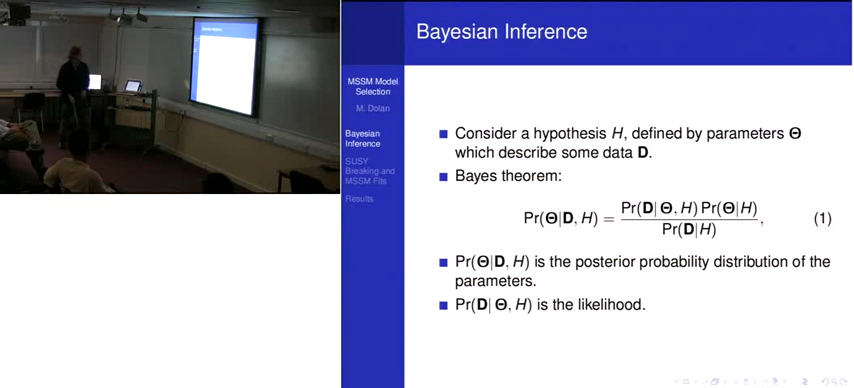 Bayesian Inference
MSSM Model
Selection
M. Dolan
Bayesian
Inference
SUSY
Breaking and
MSSM Fits
Results
■ Consider a hypothesis H, defined by parameters Θ
which describe some data D.
■ Bayes theorem:
Pr(Θ|D, H) = Pr(D|Θ, H) Pr(Θ|H) / Pr(D|H), (1)
■ Pr(Θ|D, H) is the posterior probability distribution of the
parameters.
■ Pr(D|Θ, H) is the likelihood.